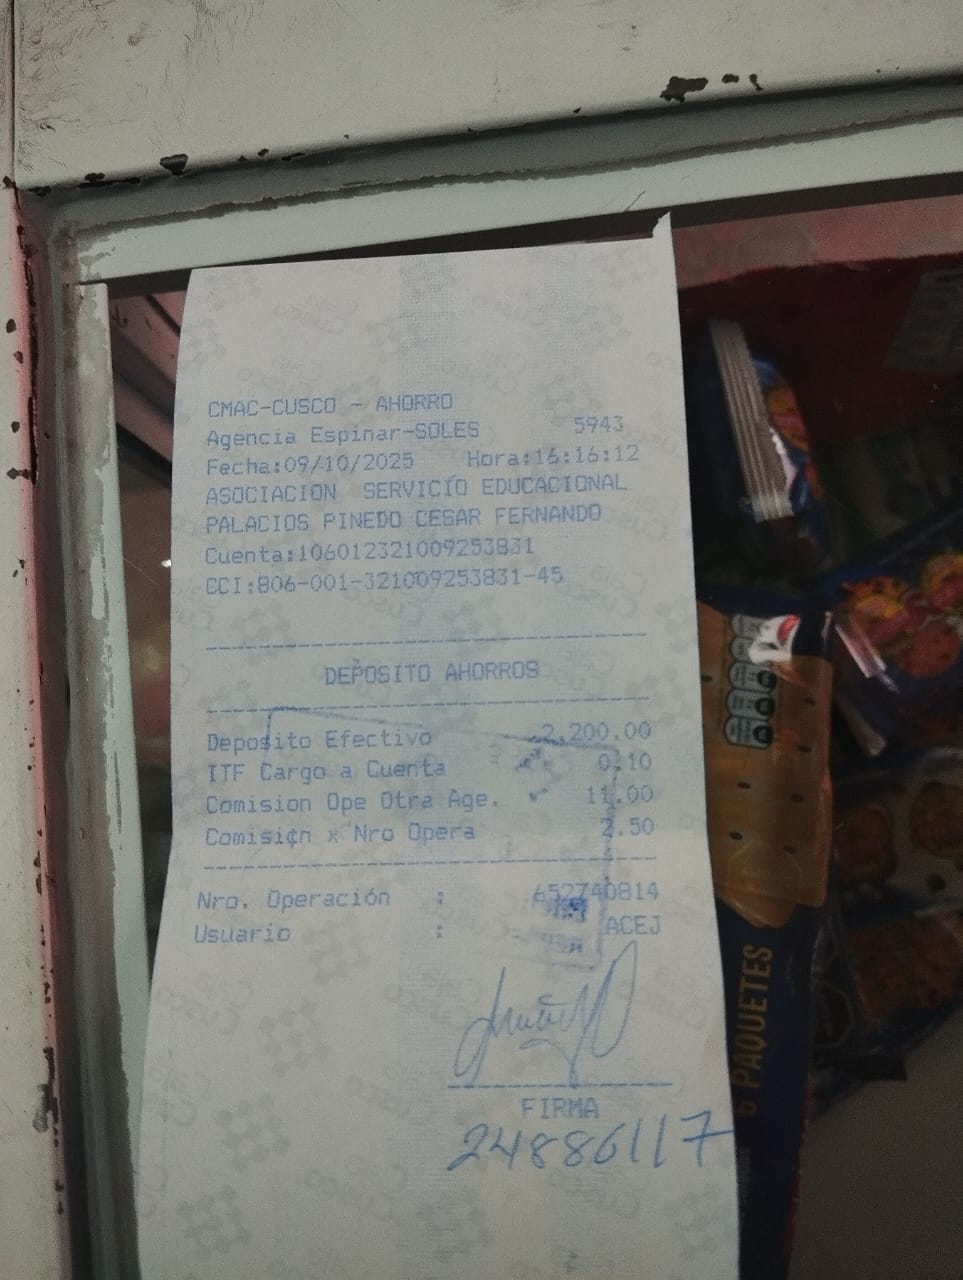 CMAC-CUSCO - AHORRO
Agencia Espinar-SOLES 5943
Fecha:09/10/2025 Hora:16:16:12
ASOCIACION SERVICIO EDUCACIONAL
PALACIOS PINEDO CESAR FERNANDO
Cuenta:106012321009253831
CCI:806-001-321009253831-45
DEPOSITO AHORROS
Deposito Efectivo 2,200.00
ITF Cargo a Cuenta 0.10
Comision Ope Otra Age. 11.00
Comisión x Nro Opera 2.50
Nro. Operación : 652740814
Usuario : ACEJ
FIRMA
24886117
6 PAQUETES